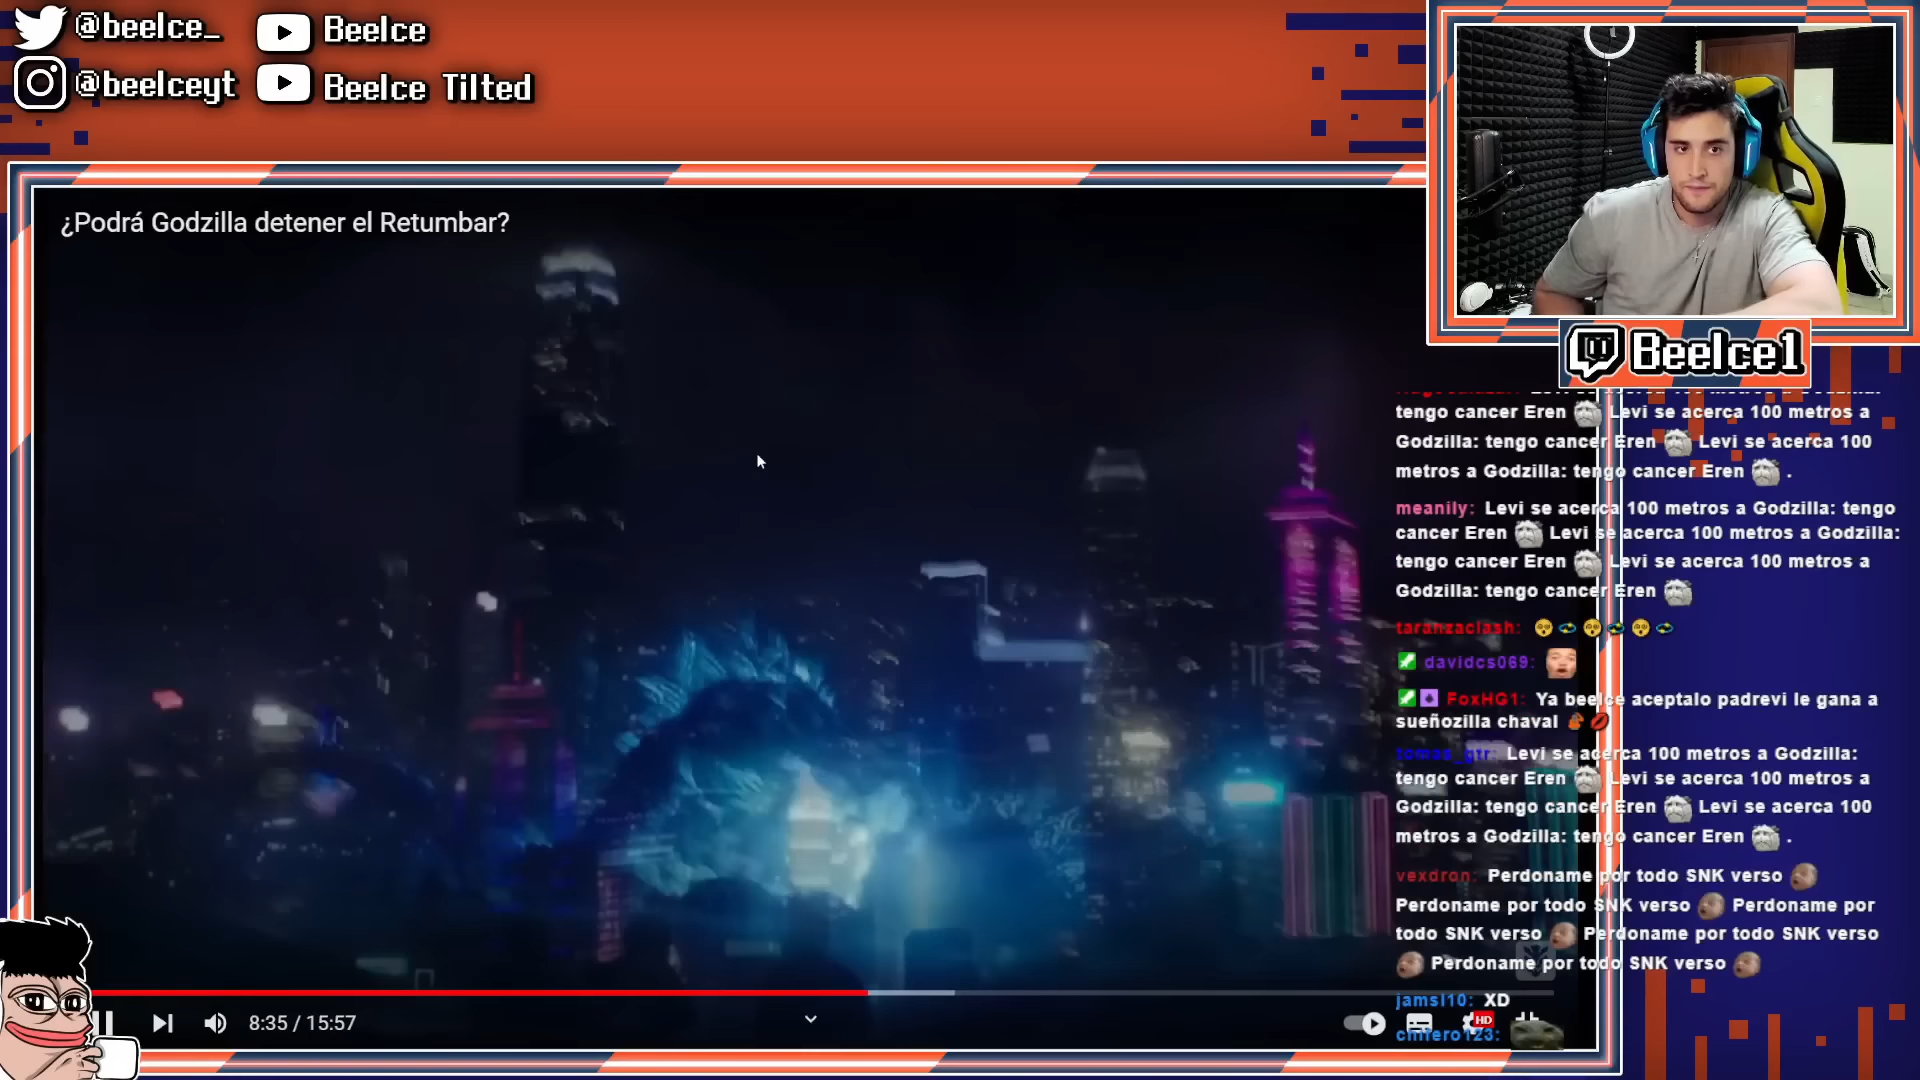 @beelce_
Beelce
@beelceyt
Beelce Tilted
¿Podrá Godzilla detener el Retumbar?
Beelce1
tengo cancer Eren Levi se acerca 100 metros a
Godzilla: tengo cancer Eren Levi se acerca 100
metros a Godzilla: tengo cancer Eren .
meanily: Levi se acerca 100 metros a Godzilla: tengo
cancer Eren Levi se acerca 100 metros a Godzilla:
tengo cancer Eren Levi se acerca 100 metros a
Godzilla: tengo cancer Eren
taranzaclash:
davidcs069:
FoxHG1: Ya beelce aceptalo padrevi le gana a
sueñozilla chaval
tomas_gtr: Levi se acerca 100 metros a Godzilla:
tengo cancer Eren Levi se acerca 100 metros a
Godzilla: tengo cancer Eren Levi se acerca 100
metros a Godzilla: tengo cancer Eren .
vexdron: Perdoname por todo SNK verso
Perdoname por todo SNK verso Perdoname por
todo SNK verso Perdoname por todo SNK verso
Perdoname por todo SNK verso
jamsl10: XD
8:35 / 15:57
HD